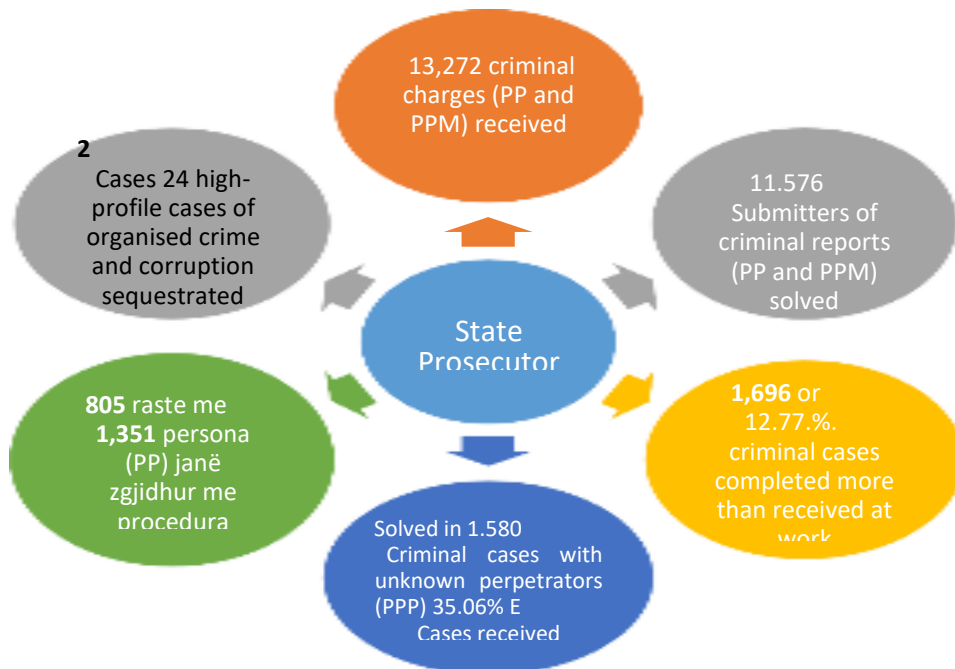 13,272 criminal
charges (PP and
PPM) received
2
Cases 24 high-
profile cases of
organised crime
and corruption
sequestrated
11.576
Submitters of
criminal reports
(PP and PPM)
solved
State
Prosecutor
805 raste me
1,351 persona
(PP) janë
zgjidhur me
procedura
1,696 or
12.77.%.
criminal cases
completed more
than received at
work
Solved in 1.580
Criminal cases with
unknown perpetrators
(PPP) 35.06% E
Cases received